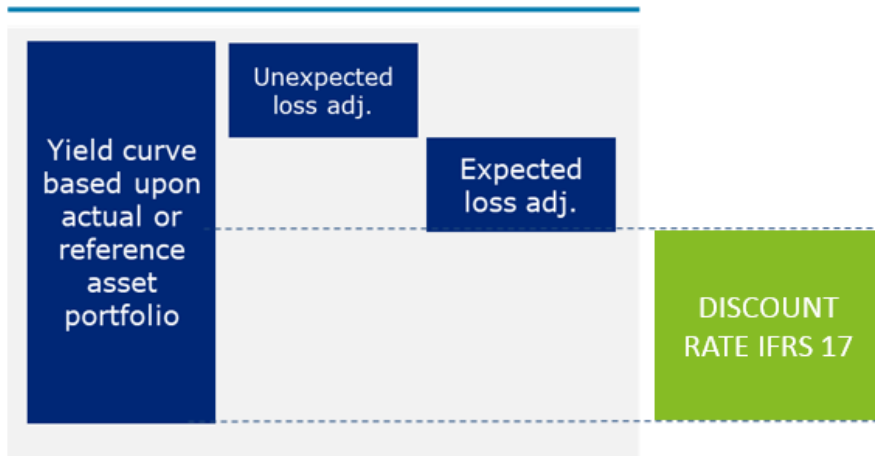 Yield curve
based upon
actual or
reference
asset
portfolio
Unexpected
loss adj.
Expected
loss adj.
DISCOUNT
RATE IFRS 17